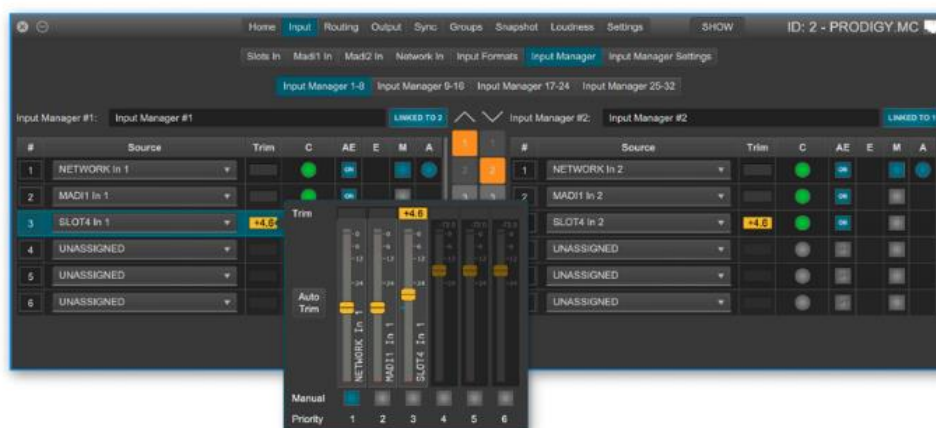 Home Input Routing Output Sync Groups Snapshot Loudness Settings SHOW ID: 2 - PRODIGY.MC
Slots In Madi1 In Madi2 In Network In Input Formats Input Manager Input Manager Settings
Input Manager 1-8 Input Manager 9-16 Input Manager 17-24 Input Manager 25-32
Input Manager #1: Input Manager #1 LINKED TO 2 Input Manager #2: Input Manager #2 LINKED TO 1
# Source Trim C AE E M A 1 1 # Source Trim C AE E M A
1 NETWORK In 1 ON 2 2 1 NETWORK In 2 ON
2 MADI1 In 1 ON 3 3 2 MADI1 In 2 ON
3 SLOT4 In 1 +4.6 SLOT4 In 2 +4.6 ON
4 UNASSIGNED UNASSIGNED
5 UNASSIGNED UNASSIGNED
6 UNASSIGNED UNASSIGNED
Trim +4.6
Auto
Trim
NETWORK In 1
MADI1 In 1
SLOT4 In 1
Manual
Priority 1 2 3 4 5 6